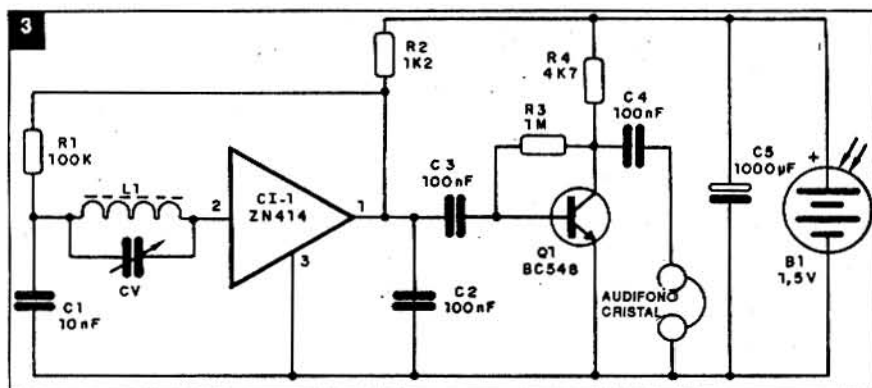 3
R2
1K2
R4
4K7
R1
100K
R3
1M
C4
100nF
L1
C3
100nF
C5
1000µF
+
2
CI-1
ZN414
1
3
CV
Q1
BC548
B1
1,5V
C1
10nF
C2
100nF
AUDIFONO
CRISTAL